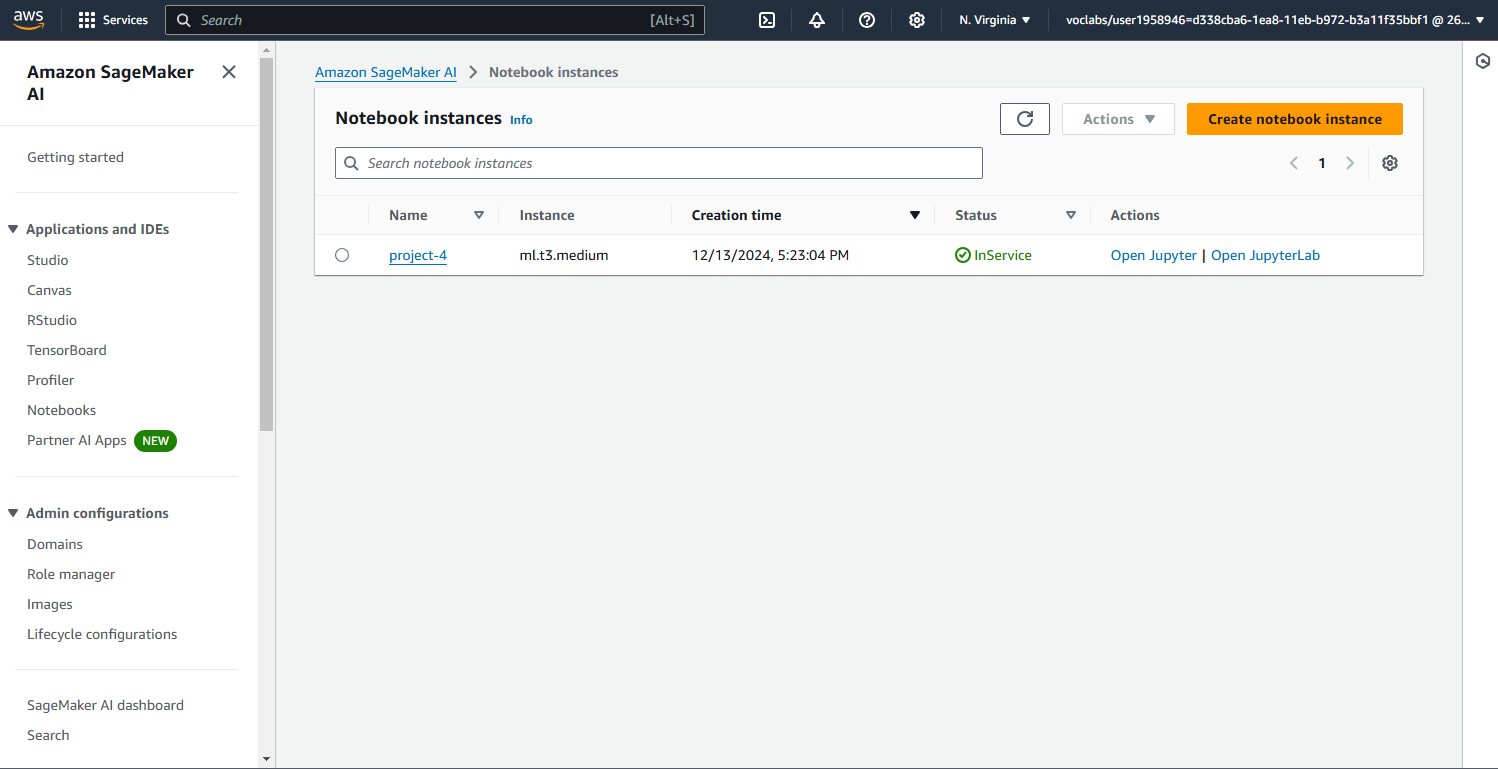 aws
Services
Search [Alt+S]
N. Virginia
voclabs/user1958946=d338cba6-1ea8-11eb-b972-b3a11f35bbf1 @ 26...
Amazon SageMaker AI
Getting started
Applications and IDEs
Studio
Canvas
RStudio
TensorBoard
Profiler
Notebooks
Partner AI Apps NEW
Admin configurations
Domains
Role manager
Images
Lifecycle configurations
SageMaker AI dashboard
Search
Amazon SageMaker AI > Notebook instances
Notebook instances Info
Actions
Create notebook instance
Search notebook instances
1
Name Instance Creation time Status Actions
project-4 ml.t3.medium 12/13/2024, 5:23:04 PM InService Open Jupyter | Open JupyterLab